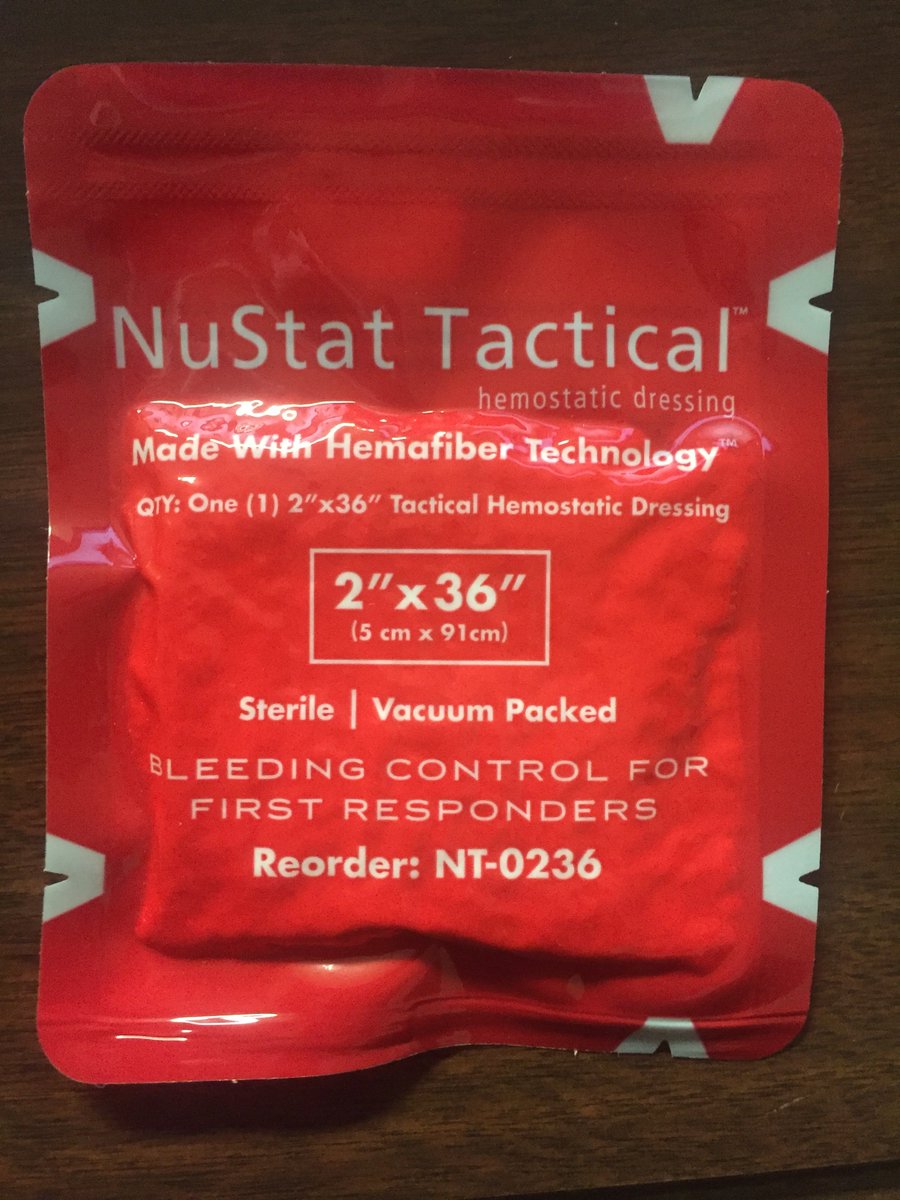 NuStat Tactical™
hemostatic dressing
Made With Hemafiber Technology™
QTY: One (1) 2”x36” Tactical Hemostatic Dressing
2”x36”
(5 cm x 91cm)
Sterile | Vacuum Packed
BLEEDING CONTROL FOR
FIRST RESPONDERS
Reorder: NT-0236